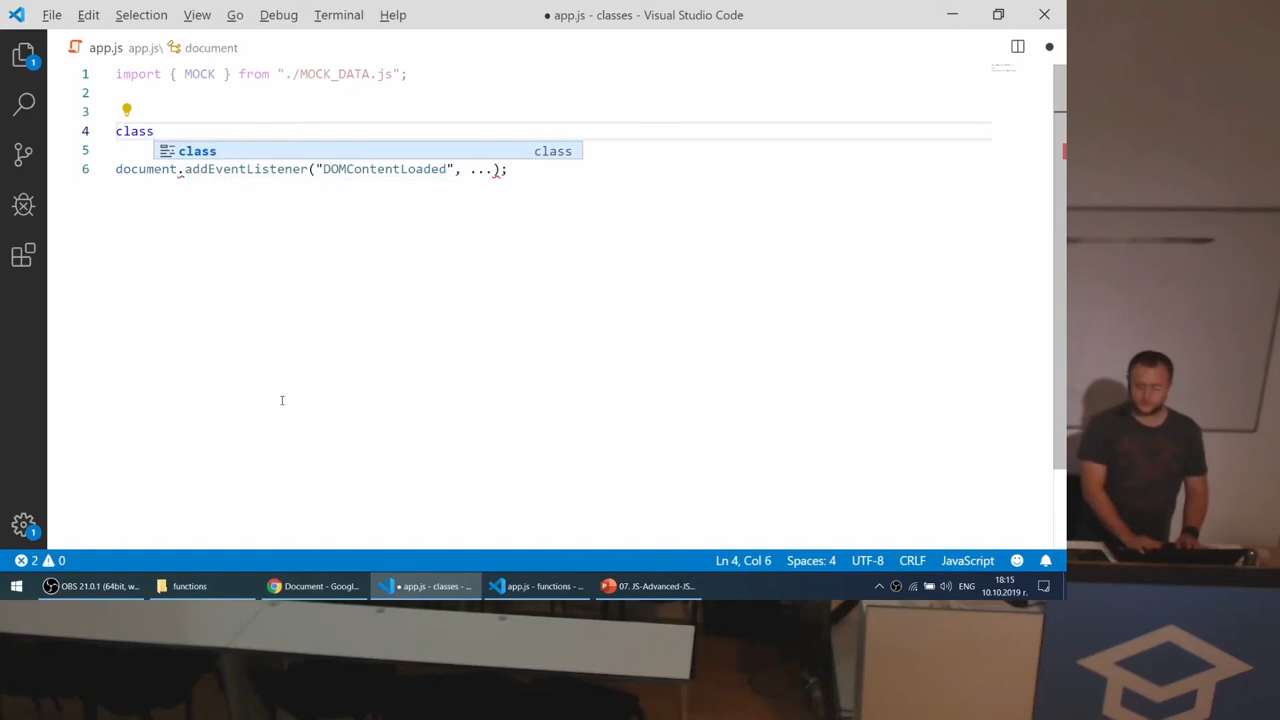 File Edit Selection View Go Debug Terminal Help
● app.js - classes - Visual Studio Code
app.js app.js\ document
1 import { MOCK } from "./MOCK_DATA.js";
2
3
4 class
class class
5
6 document.addEventListener("DOMContentLoaded", ...);
1
1
2 0
Ln 4, Col 6 Spaces: 4 UTF-8 CRLF JavaScript
OBS 21.0.1 (64bit, w...
functions
Document - Googl...
● app.js - classes - ...
app.js - functions - ...
07. JS-Advanced-JS...
ENG
18:15
10.10.2019 г.